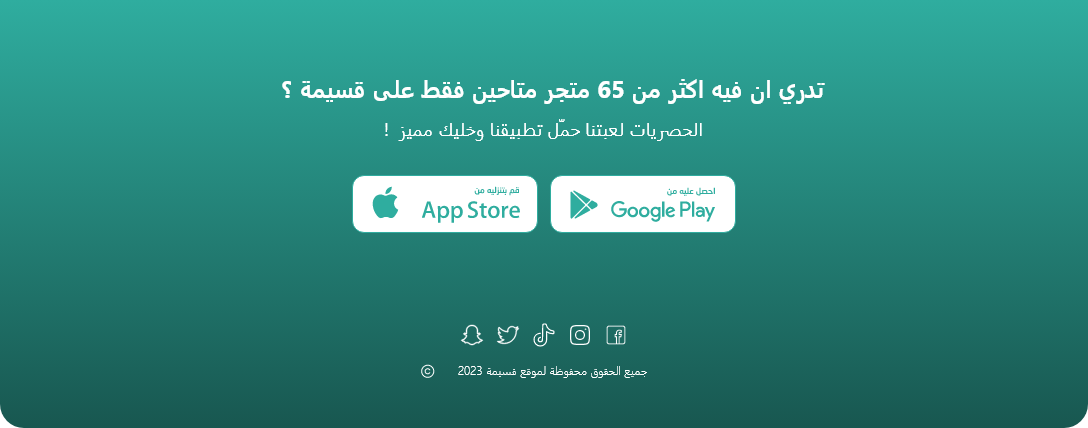 تدري ان فيه اكثر من 65 متجر متاحين فقط على قسيمة ؟
الحصريات لعبتنا حمّل تطبيقنا وخليك مميز !
احصل عليه من
Google Play
قم بتنزليه من
App Store
جميع الحقوق محفوظة لموقع قسيمة 2023 ©